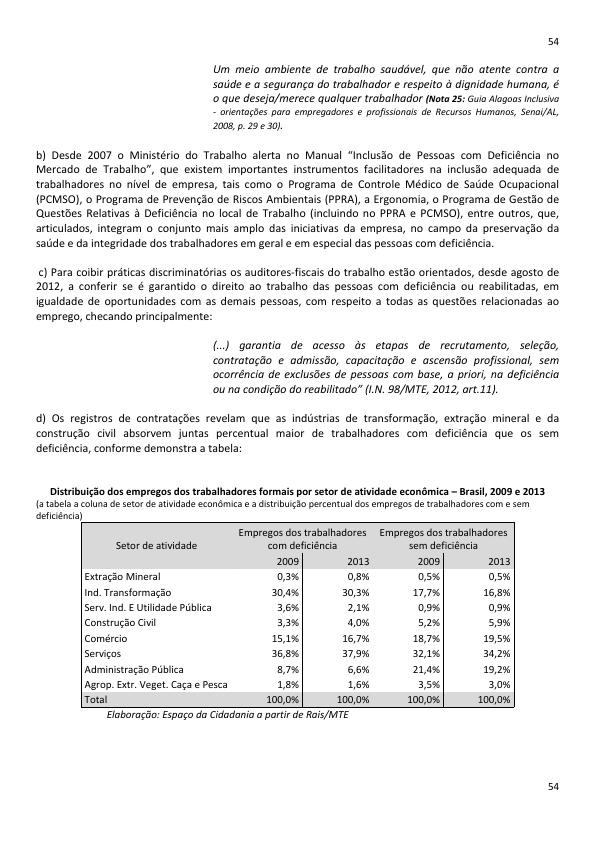 54
Um meio ambiente de trabalho saudável, que não atente contra a
saúde e a segurança do trabalhador e respeito à dignidade humana, é
o que deseja/merece qualquer trabalhador (Nota 25: Guia Alagoas Inclusiva
- orientações para empregadores e profissionais de Recursos Humanos, Senai/AL,
2008, p. 29 e 30).
b) Desde 2007 o Ministério do Trabalho alerta no Manual “Inclusão de Pessoas com Deficiência no
Mercado de Trabalho”, que existem importantes instrumentos facilitadores na inclusão adequada de
trabalhadores no nível de empresa, tais como o Programa de Controle Médico de Saúde Ocupacional
(PCMSO), o Programa de Prevenção de Riscos Ambientais (PPRA), a Ergonomia, o Programa de Gestão de
Questões Relativas à Deficiência no local de Trabalho (incluindo no PPRA e PCMSO), entre outros, que,
articulados, integram o conjunto mais amplo das iniciativas da empresa, no campo da preservação da
saúde e da integridade dos trabalhadores em geral e em especial das pessoas com deficiência.
c) Para coibir práticas discriminatórias os auditores-fiscais do trabalho estão orientados, desde agosto de
2012, a conferir se é garantido o direito ao trabalho das pessoas com deficiência ou reabilitadas, em
igualdade de oportunidades com as demais pessoas, com respeito a todas as questões relacionadas ao
emprego, checando principalmente:
(...) garantia de acesso às etapas de recrutamento, seleção,
contratação e admissão, capacitação e ascensão profissional, sem
ocorrência de exclusões de pessoas com base, a priori, na deficiência
ou na condição do reabilitado” (I.N. 98/MTE, 2012, art.11).
d) Os registros de contratações revelam que as indústrias de transformação, extração mineral e da
construção civil absorvem juntas percentual maior de trabalhadores com deficiência que os sem
deficiência, conforme demonstra a tabela:
Distribuição dos empregos dos trabalhadores formais por setor de atividade econômica – Brasil, 2009 e 2013
(a tabela a coluna de setor de atividade econômica e a distribuição percentual dos empregos de trabalhadores com e sem
deficiência)
Setor de atividade Empregos dos trabalhadores com deficiência Empregos dos trabalhadores sem deficiência
2009 2013 2009 2013
Extração Mineral 0,3% 0,8% 0,5% 0,5%
Ind. Transformação 30,4% 30,3% 17,7% 16,8%
Serv. Ind. E Utilidade Pública 3,6% 2,1% 0,9% 0,9%
Construção Civil 3,3% 4,0% 5,2% 5,9%
Comércio 15,1% 16,7% 18,7% 19,5%
Serviços 36,8% 37,9% 32,1% 34,2%
Administração Pública 8,7% 6,6% 21,4% 19,2%
Agrop. Extr. Veget. Caça e Pesca 1,8% 1,6% 3,5% 3,0%
Total 100,0% 100,0% 100,0% 100,0%
Elaboração: Espaço da Cidadania a partir de Rais/MTE
54